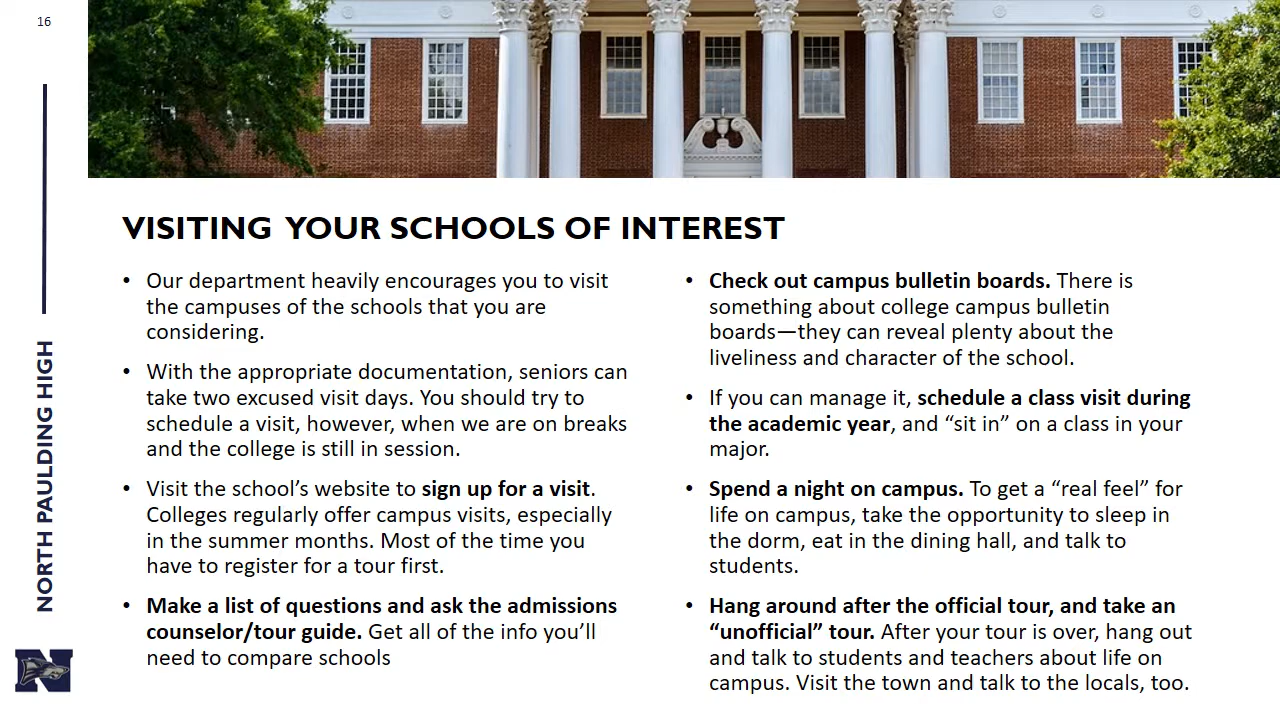 16
VISITING YOUR SCHOOLS OF INTEREST
• Our department heavily encourages you to visit
the campuses of the schools that you are
considering.
• With the appropriate documentation, seniors can
take two excused visit days. You should try to
schedule a visit, however, when we are on breaks
and the college is still in session.
• Visit the school’s website to sign up for a visit.
Colleges regularly offer campus visits, especially
in the summer months. Most of the time you
have to register for a tour first.
• Make a list of questions and ask the admissions
counselor/tour guide. Get all of the info you’ll
need to compare schools
• Check out campus bulletin boards. There is
something about college campus bulletin
boards—they can reveal plenty about the
liveliness and character of the school.
• If you can manage it, schedule a class visit during
the academic year, and “sit in” on a class in your
major.
• Spend a night on campus. To get a “real feel” for
life on campus, take the opportunity to sleep in
the dorm, eat in the dining hall, and talk to
students.
• Hang around after the official tour, and take an
“unofficial” tour. After your tour is over, hang out
and talk to students and teachers about life on
campus. Visit the town and talk to the locals, too.
NORTH PAULDING HIGH
N